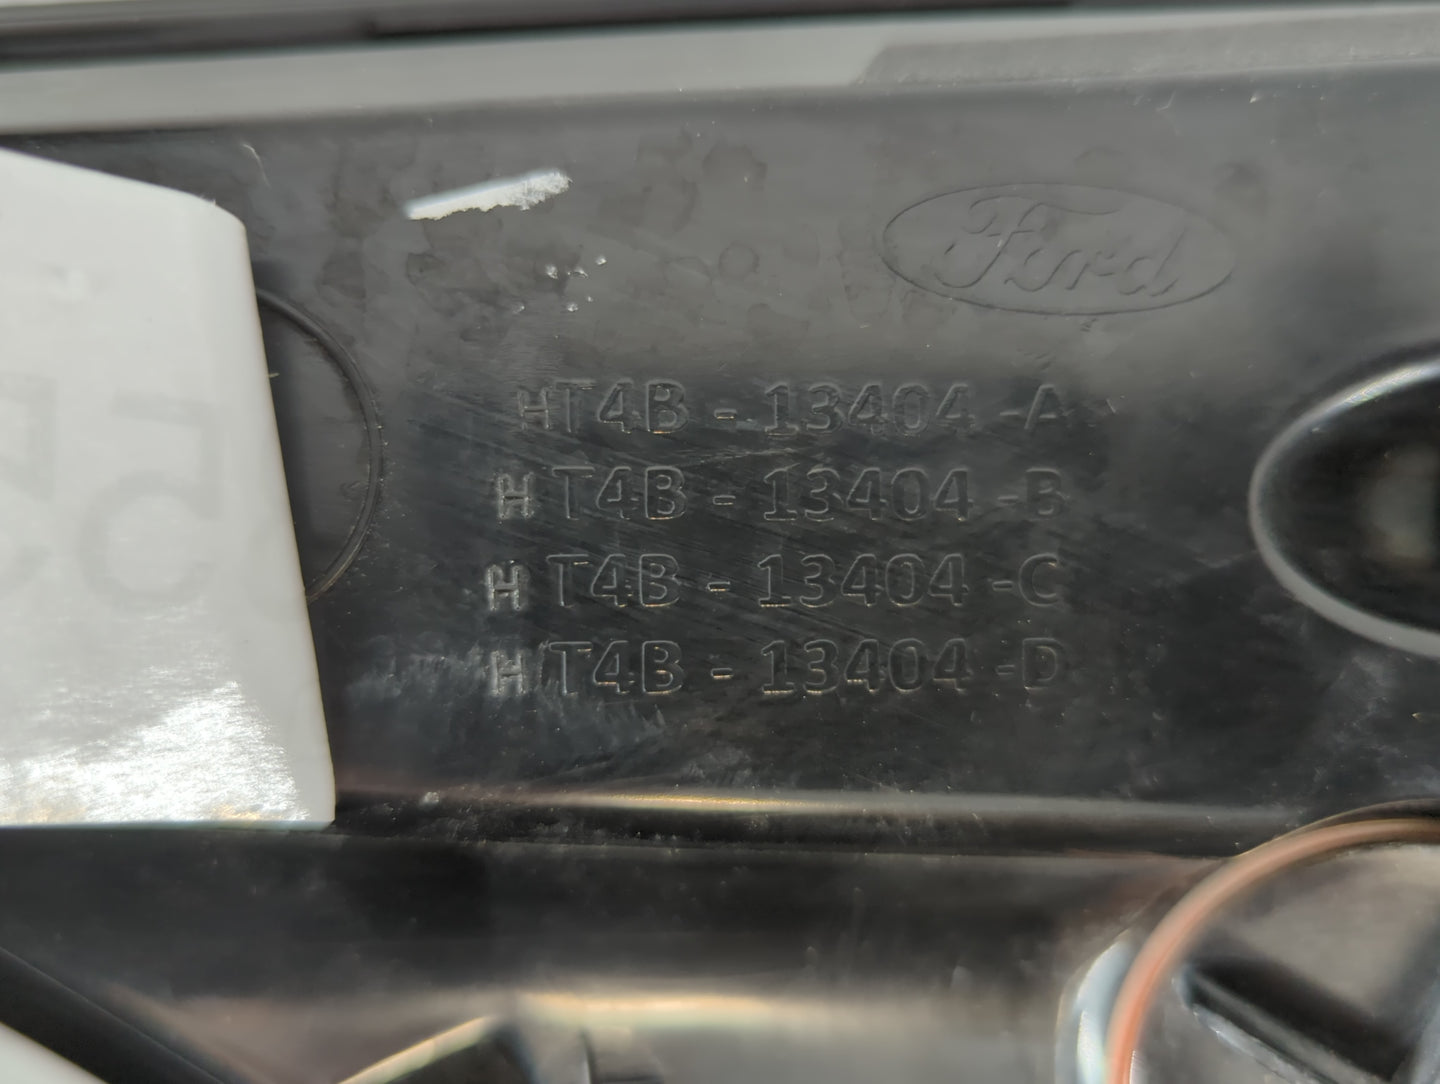 Ford
HT4B - 13404 -A
HT4B - 13404 -B
HT4B - 13404 -C
HT4B - 13404 -D